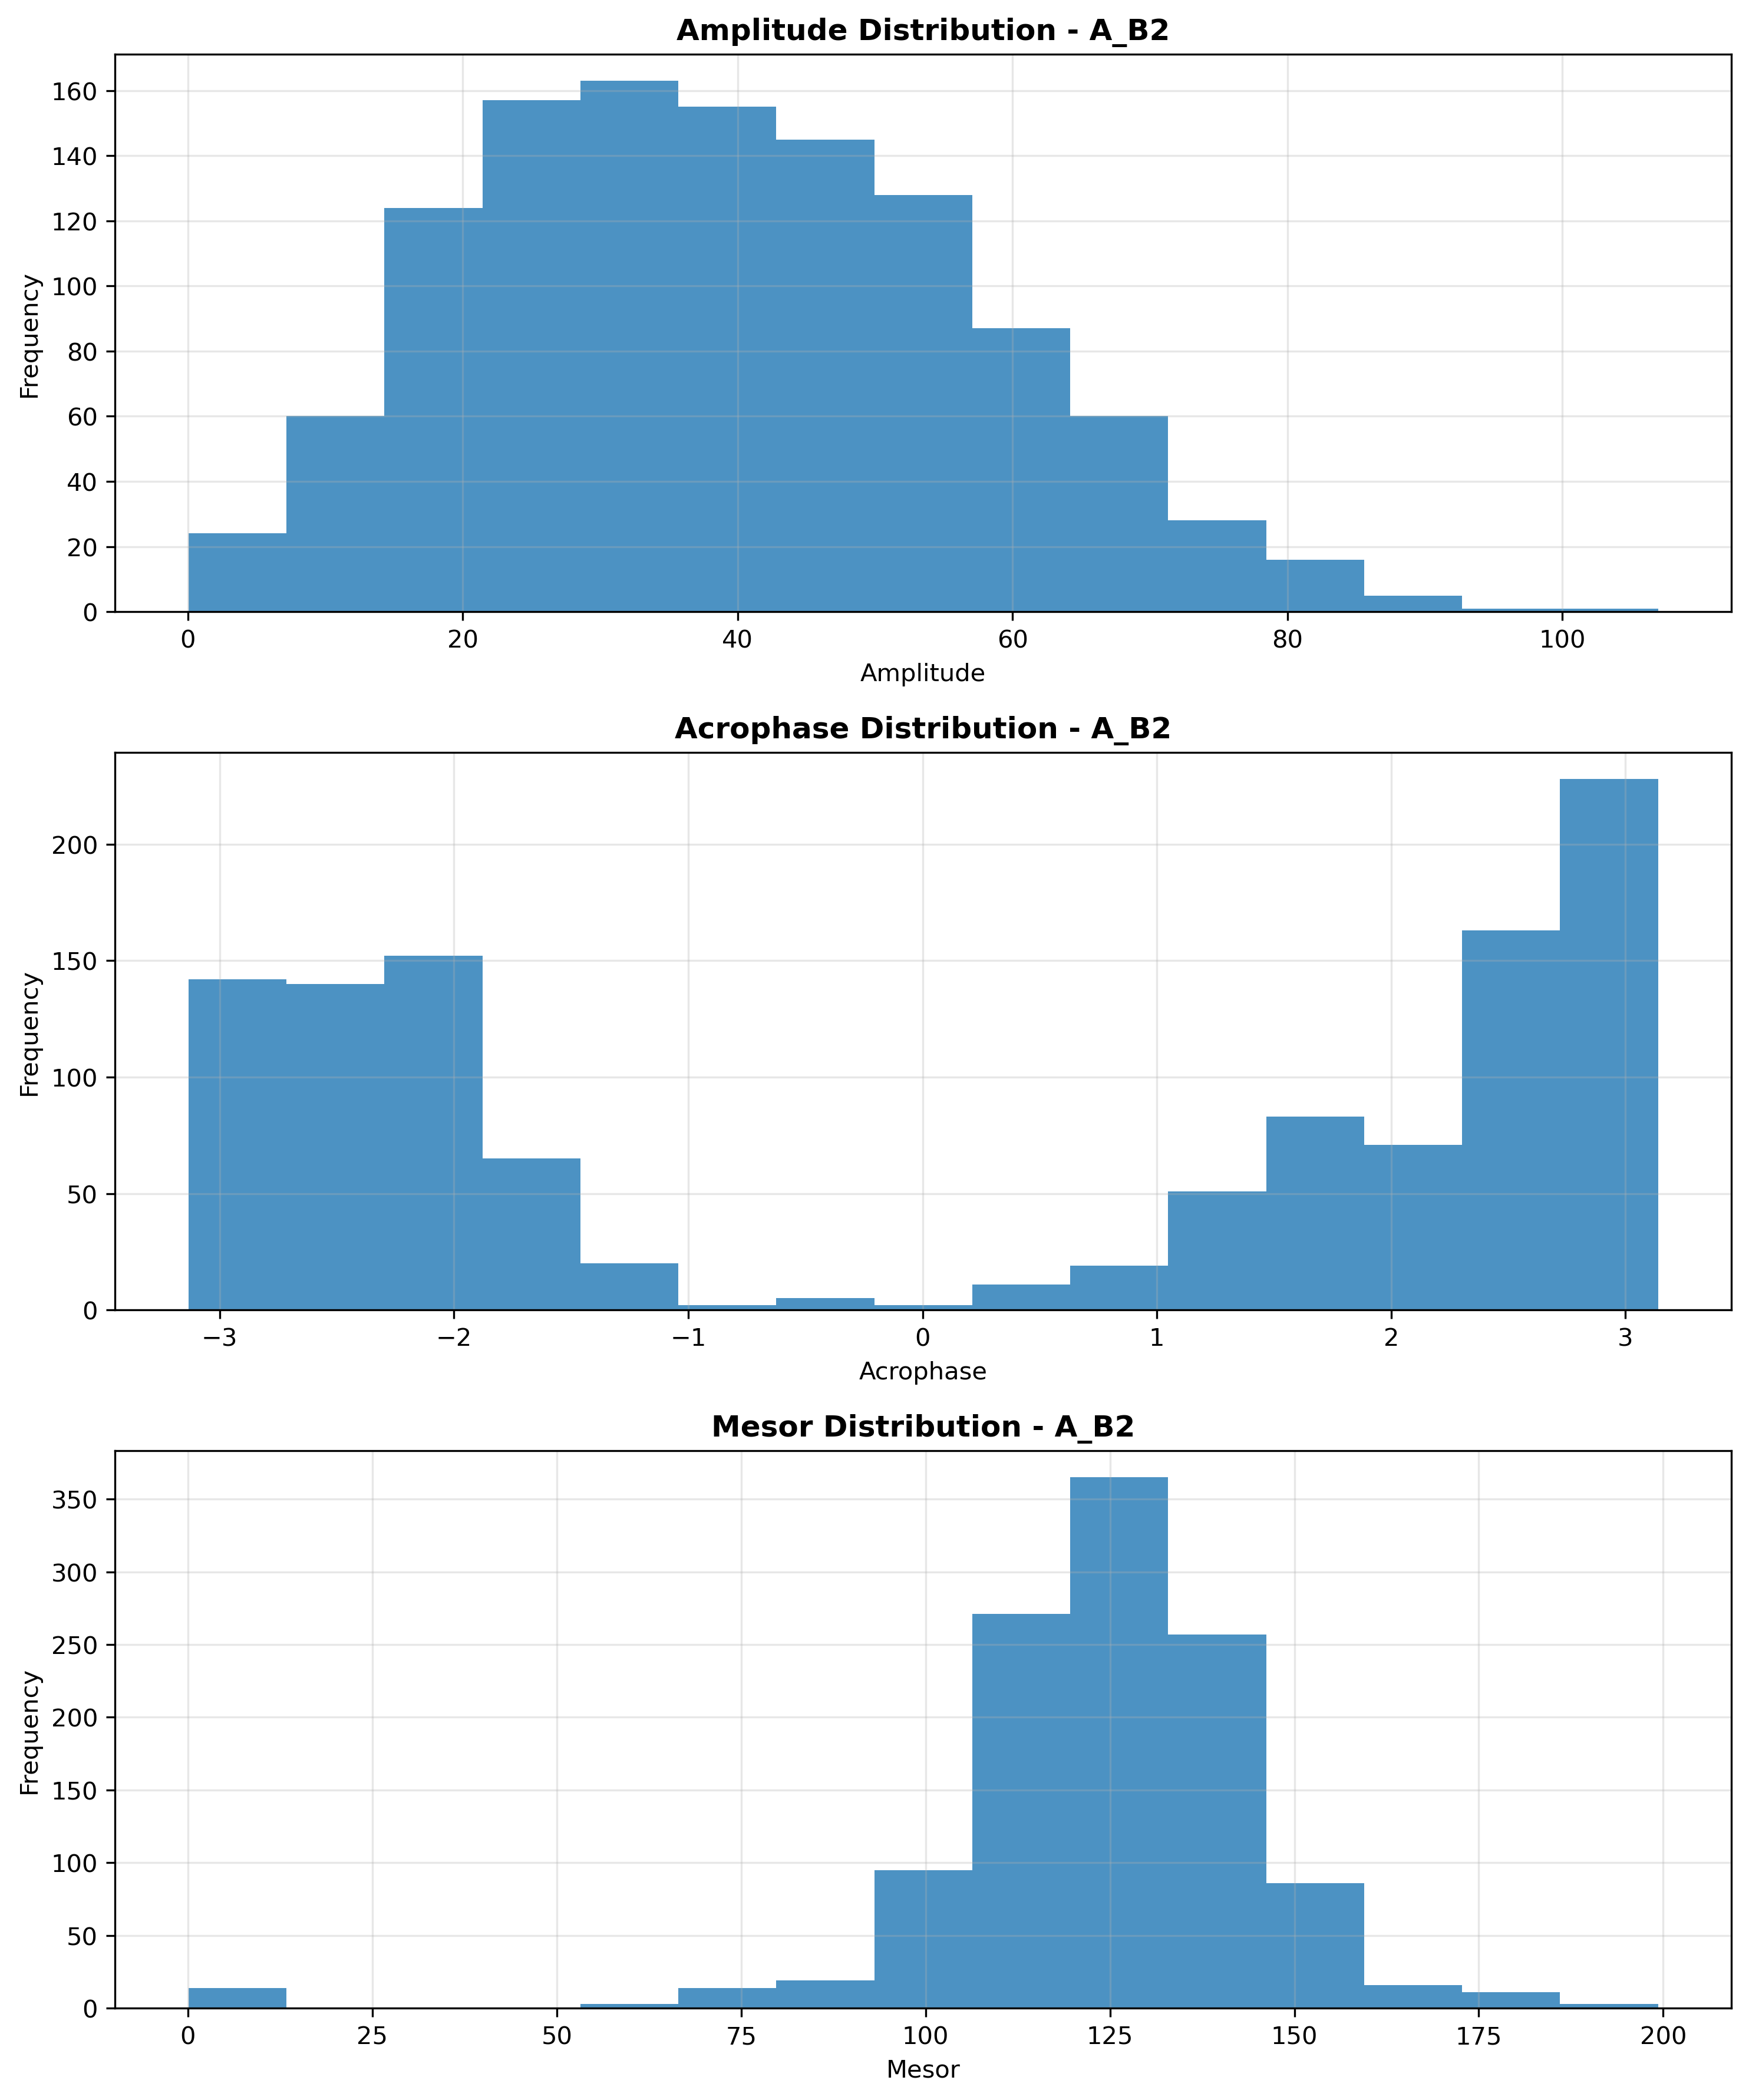 Amplitude Distribution - A_B2
160
140
120
100
80
60
40
20
0
Frequency
0 20 40 60 80 100
Amplitude
Acrophase Distribution - A_B2
200
150
100
50
0
Frequency
−3 −2 −1 0 1 2 3
Acrophase
Mesor Distribution - A_B2
350
300
250
200
150
100
50
0
Frequency
0 25 50 75 100 125 150 175 200
Mesor